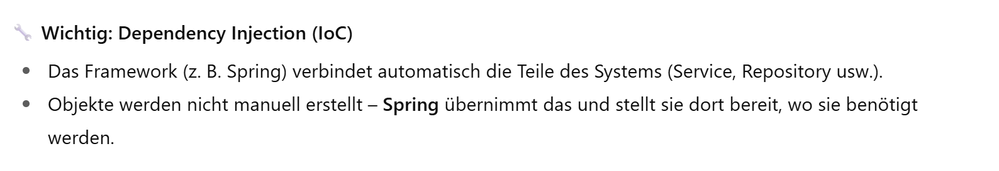 Wichtig: Dependency Injection (IoC)
• Das Framework (z. B. Spring) verbindet automatisch die Teile des Systems (Service, Repository usw.).
• Objekte werden nicht manuell erstellt – Spring übernimmt das und stellt sie dort bereit, wo sie benötigt
werden.